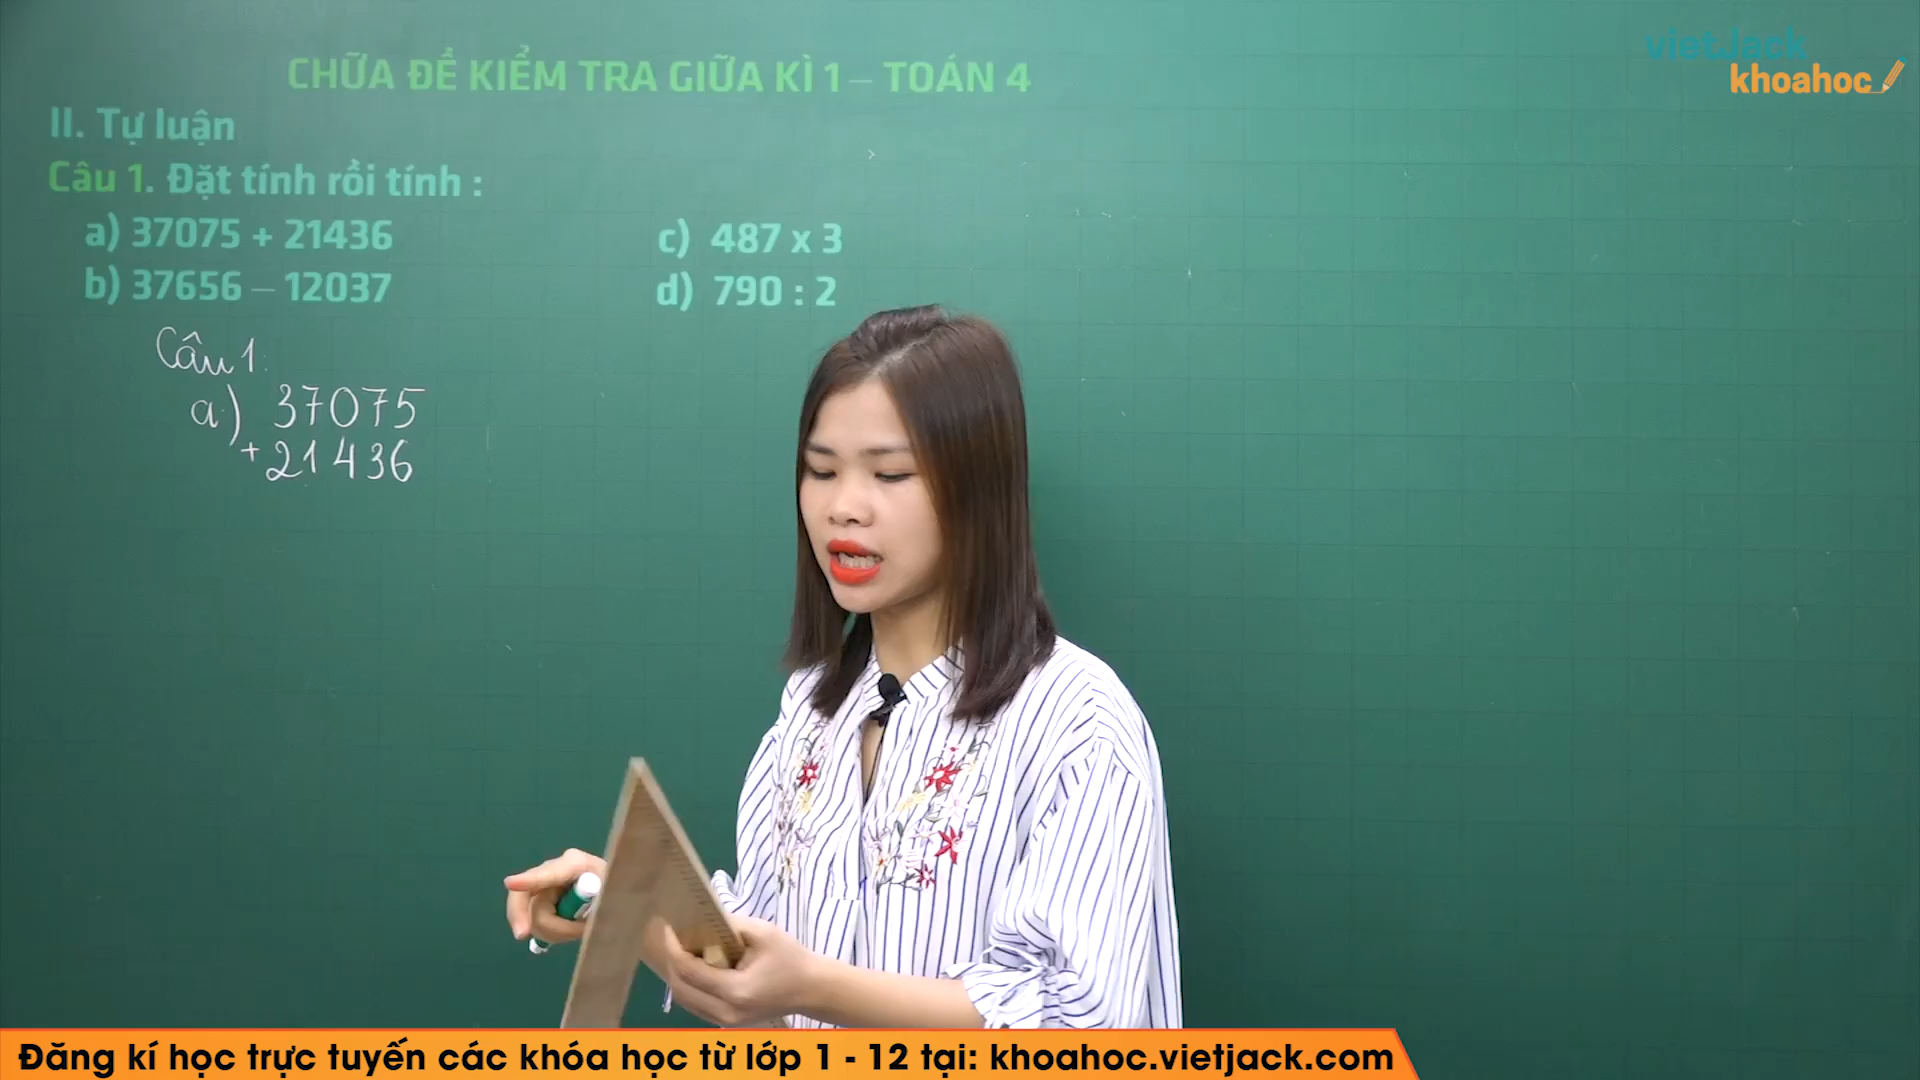 vietJack
khoahoc
CHỮA ĐỀ KIỂM TRA GIỮA KÌ 1 – TOÁN 4
II. Tự luận
Câu 1. Đặt tính rồi tính :
a) 37075 + 21436
c) 487 x 3
b) 37656 – 12037
d) 790 : 2
Câu 1:
a) 37075
+ 21436
Đăng kí học trực tuyến các khóa học từ lớp 1 - 12 tại: khoahoc.vietjack.com